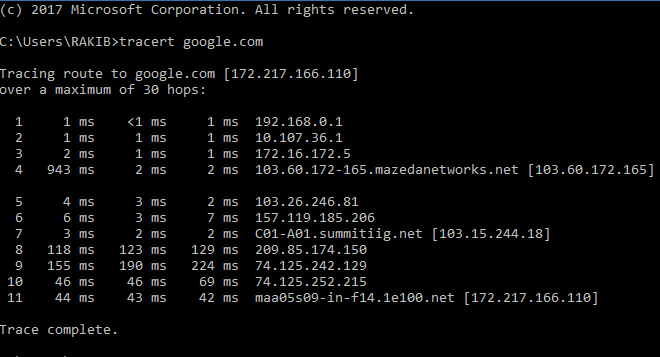 (c) 2017 Microsoft Corporation. All rights reserved.
C:\Users\RAKIB>tracert google.com
Tracing route to google.com [172.217.166.110]
over a maximum of 30 hops:
1 1 ms <1 ms 1 ms 192.168.0.1
2 1 ms 1 ms 1 ms 10.107.36.1
3 2 ms 1 ms 1 ms 172.16.172.5
4 943 ms 2 ms 2 ms 103.60.172-165.mazedanetworks.net [103.60.172.165]
5 4 ms 3 ms 2 ms 103.26.246.81
6 6 ms 3 ms 7 ms 157.119.185.206
7 3 ms 2 ms 2 ms C01-A01.summitiig.net [103.15.244.18]
8 118 ms 123 ms 129 ms 209.85.174.150
9 155 ms 190 ms 224 ms 74.125.242.129
10 46 ms 46 ms 69 ms 74.125.252.215
11 44 ms 43 ms 42 ms maa05s09-in-f14.1e100.net [172.217.166.110]
Trace complete.